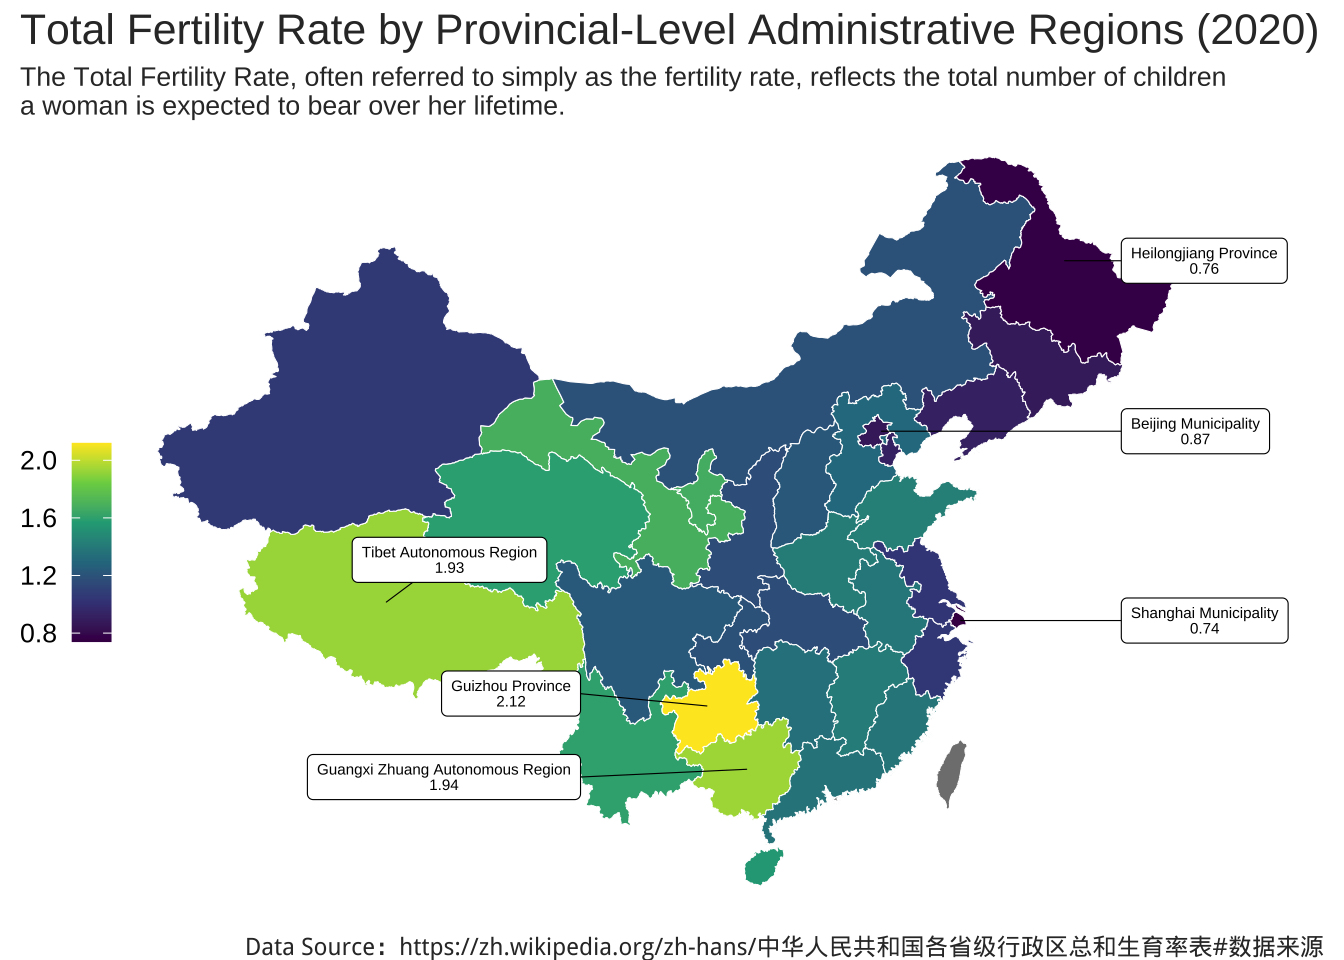 Total Fertility Rate by Provincial-Level Administrative Regions (2020)
The Total Fertility Rate, often referred to simply as the fertility rate, reflects the total number of children
a woman is expected to bear over her lifetime.
Heilongjiang Province
0.76
Beijing Municipality
0.87
2.0
1.6
1.2
0.8
Tibet Autonomous Region
1.93
Shanghai Municipality
0.74
Guizhou Province
2.12
Guangxi Zhuang Autonomous Region
1.94
Data Source：https://zh.wikipedia.org/zh-hans/中华人民共和国各省级行政区总和生育率表#数据来源